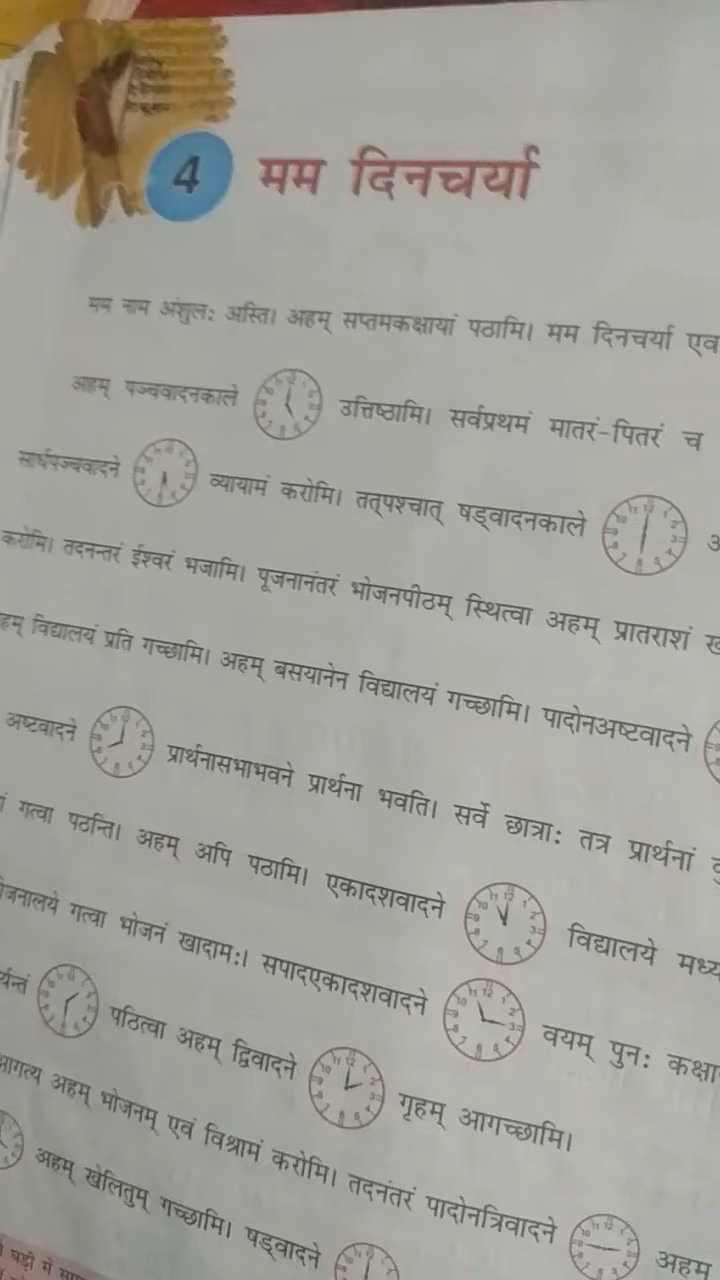 4 मम दिनचर्या
मम नाम अंशुल: अस्ति। अहम् सप्तमकक्षायां पठामि। मम दिनचर्या एव
अहम् पञ्चवादनकाले उत्तिष्ठामि। सर्वप्रथमं मातरं-पितरं च
सार्धपञ्चवादने व्यायामं करोमि। तत्पश्चात् षड्वादनकाले
करोमि। तदनन्तरं ईश्वरं भजामि। पूजनानंतरं भोजनपीठम् स्थित्वा अहम् प्रातराशं
विद्यालयं प्रति गच्छामि। अहम् बसयानेन विद्यालयं गच्छामि। पादोनअष्टवादने
अष्टवादने प्रार्थनासभाभवने प्रार्थना भवति। सर्वे छात्रा: तत्र प्रार्थनां
गत्वा पठन्ति। अहम् अपि पठामि। एकादशवादने विद्यालये मध्य
गत्वा भोजनं खादाम:। सपादएकादशवादने वयम् पुन: कक्षा
पठित्वा अहम् द्विवादने गृहम् आगच्छामि।
अहम् भोजनम् एवं विश्रामं करोमि। तदनंतरं पादोनत्रिवादने अहम
अहम् खेलितुम् गच्छामि। षड्वादने
घड़ी में